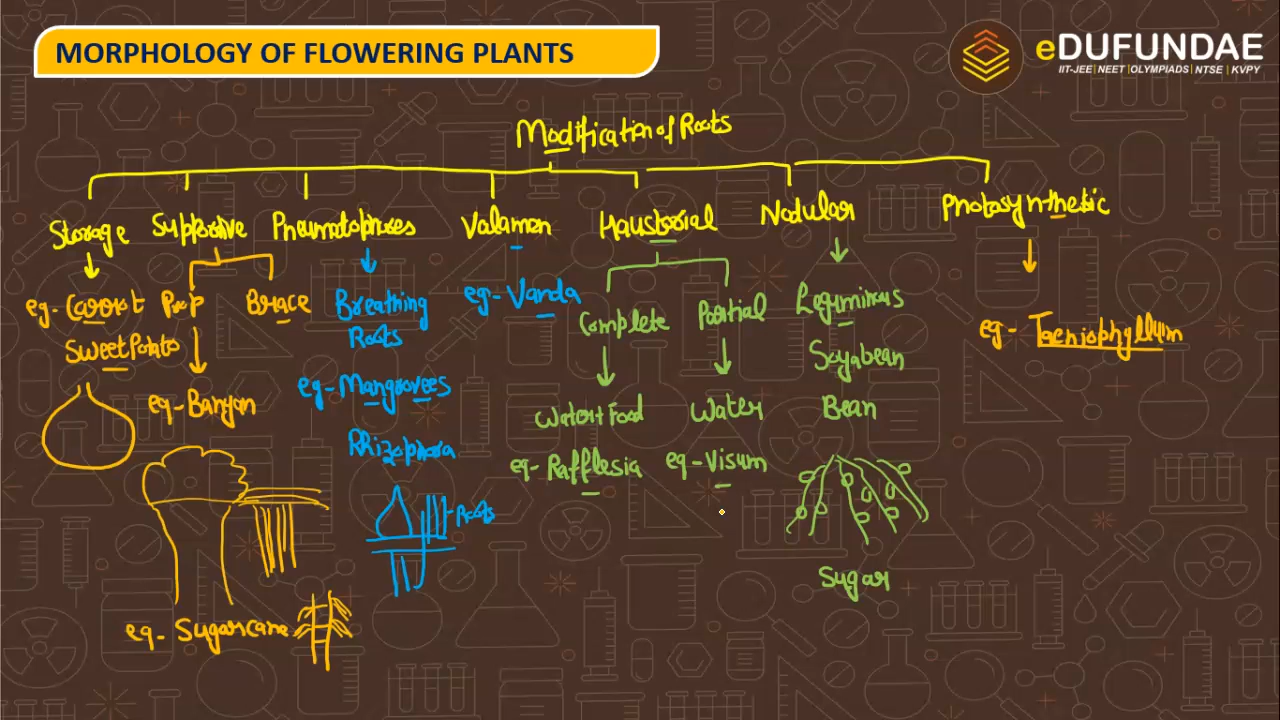 MORPHOLOGY OF FLOWERING PLANTS
eDUFUNDAE
IIT-JEE|NEET|OLYMPIADS|NTSE|KVPY
Modification of Roots
Storage Supportive Pneumatophores Valamen Haustorial Nodular Photosynthetic
eg- Carrot Prop Brace Breathing eg- Vanda Complete Partial Leguminus
Sweet Potato Roots Soyabean eg- Taeniophyllum
eg- Banyan eg- Mangrovees Water+Food Water Bean
Rhizophora eg- Rafflesia eg- Visum
Roots
Sugar
eg- Sugarcane